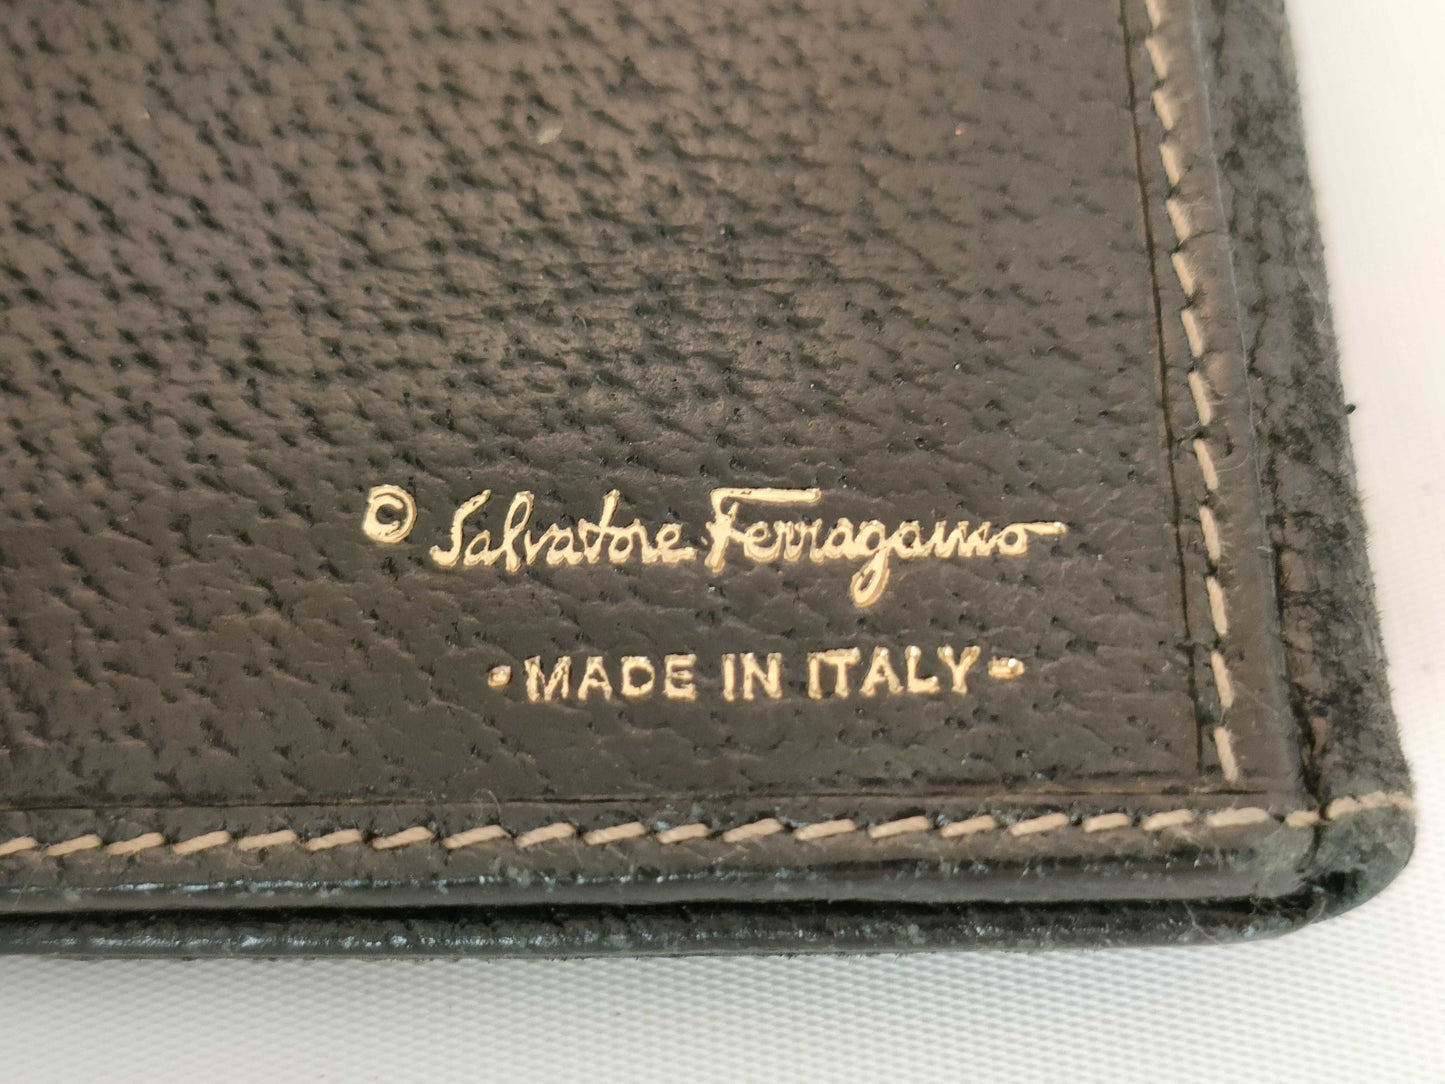 © Salvatore Ferragamo
•MADE IN ITALY•